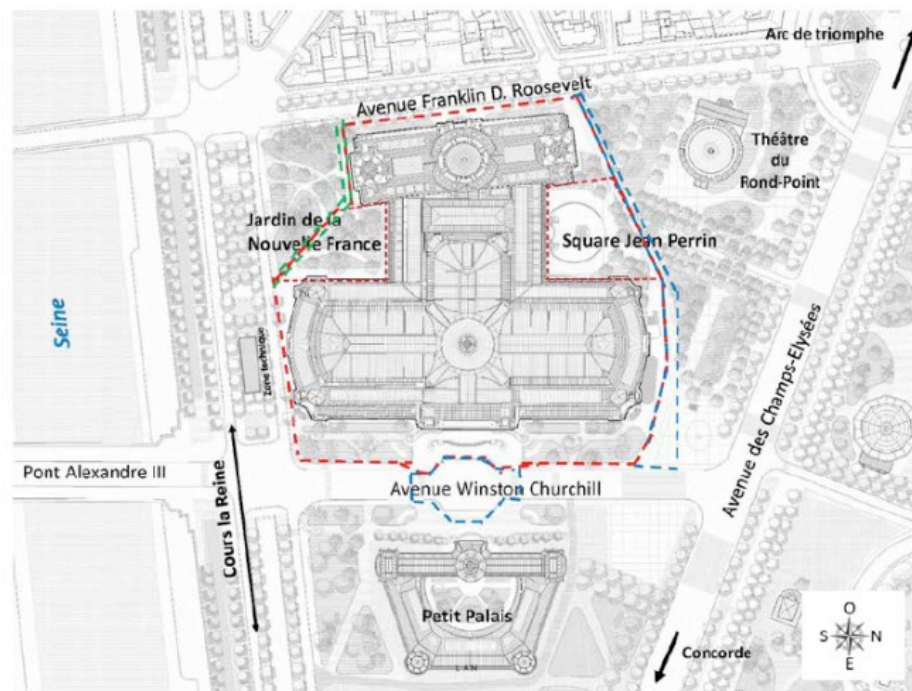 Arc de triomphe
Avenue Franklin D. Roosevelt
Théâtre
du
Rond-Point
Jardin de la
Nouvelle France
Square Jean Perrin
Seine
Zone technique
Avenue des Champs-Elysées
Pont Alexandre III
Avenue Winston Churchill
Cours la Reine
Petit Palais
Concorde
O
S
N
E